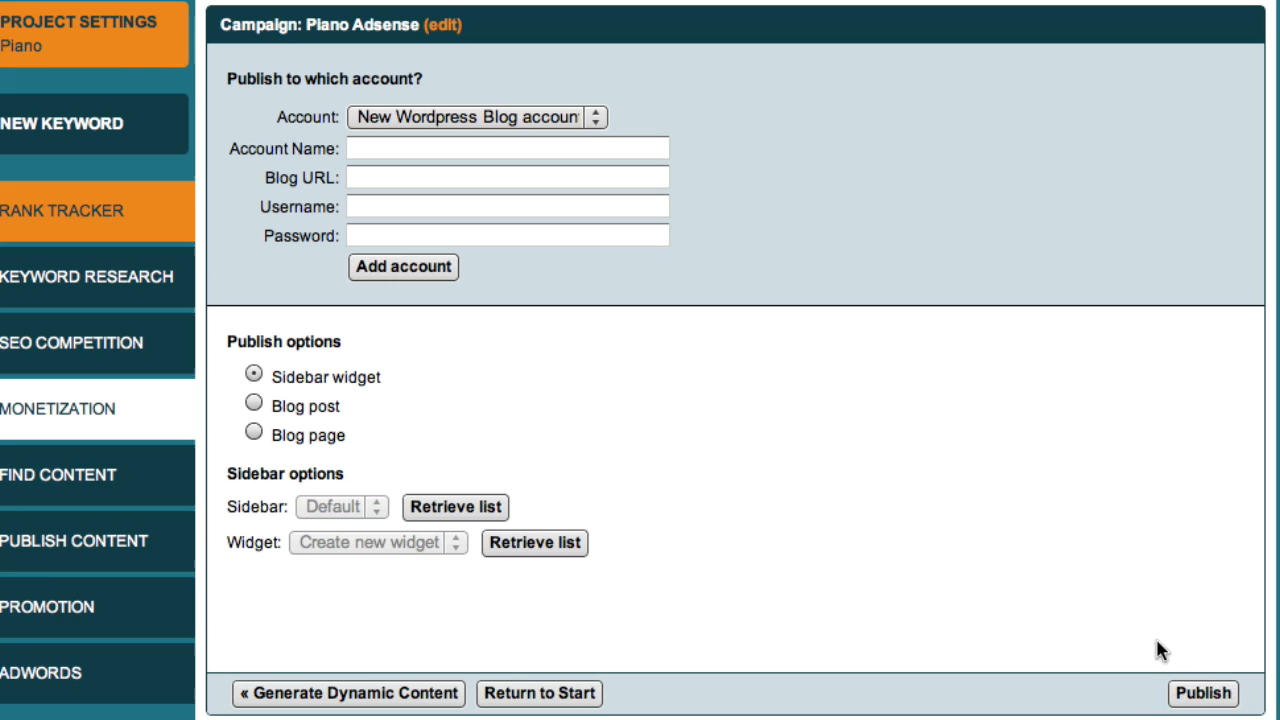 PROJECT SETTINGS
Piano
NEW KEYWORD
RANK TRACKER
KEYWORD RESEARCH
SEO COMPETITION
MONETIZATION
FIND CONTENT
PUBLISH CONTENT
PROMOTION
ADWORDS
Campaign: Piano Adsense (edit)
Publish to which account?
Account: New Wordpress Blog accoun
Account Name:
Blog URL:
Username:
Password:
Add account
Publish options
Sidebar widget
Blog post
Blog page
Sidebar options
Sidebar: Default Retrieve list
Widget: Create new widget Retrieve list
« Generate Dynamic Content Return to Start Publish